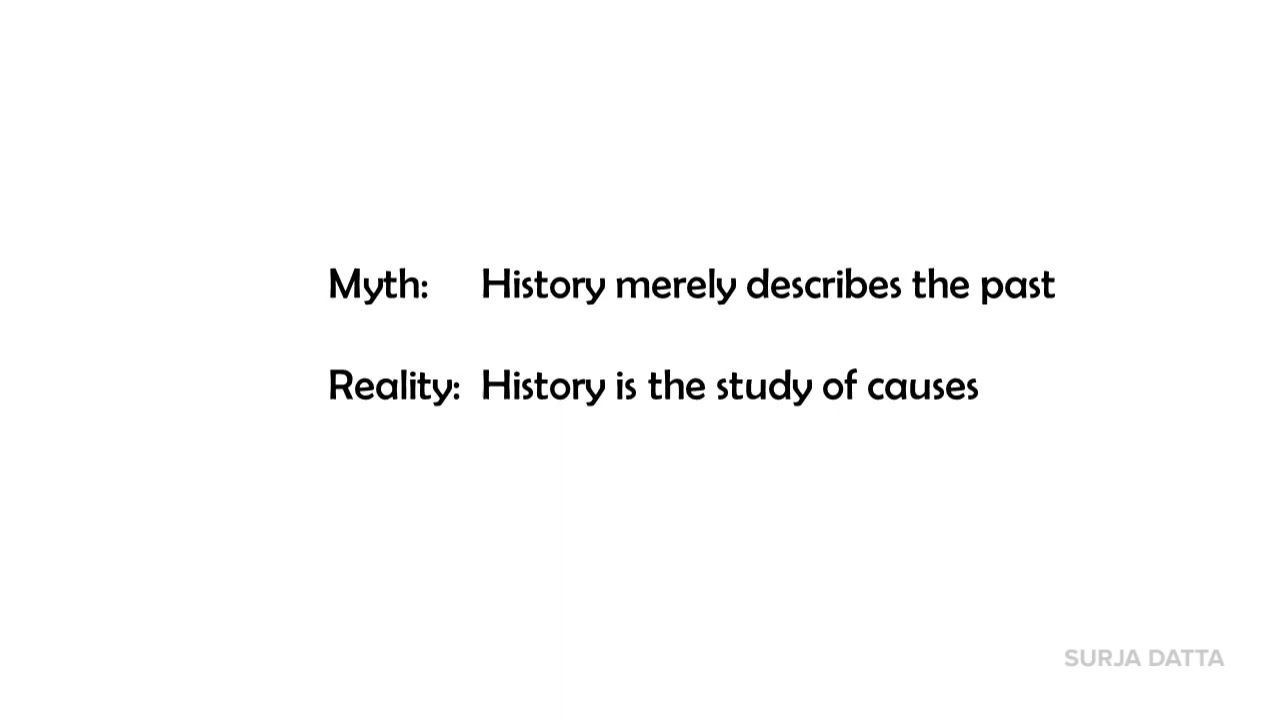 Myth: History merely describes the past
Reality: History is the study of causes
SURJA DATTA